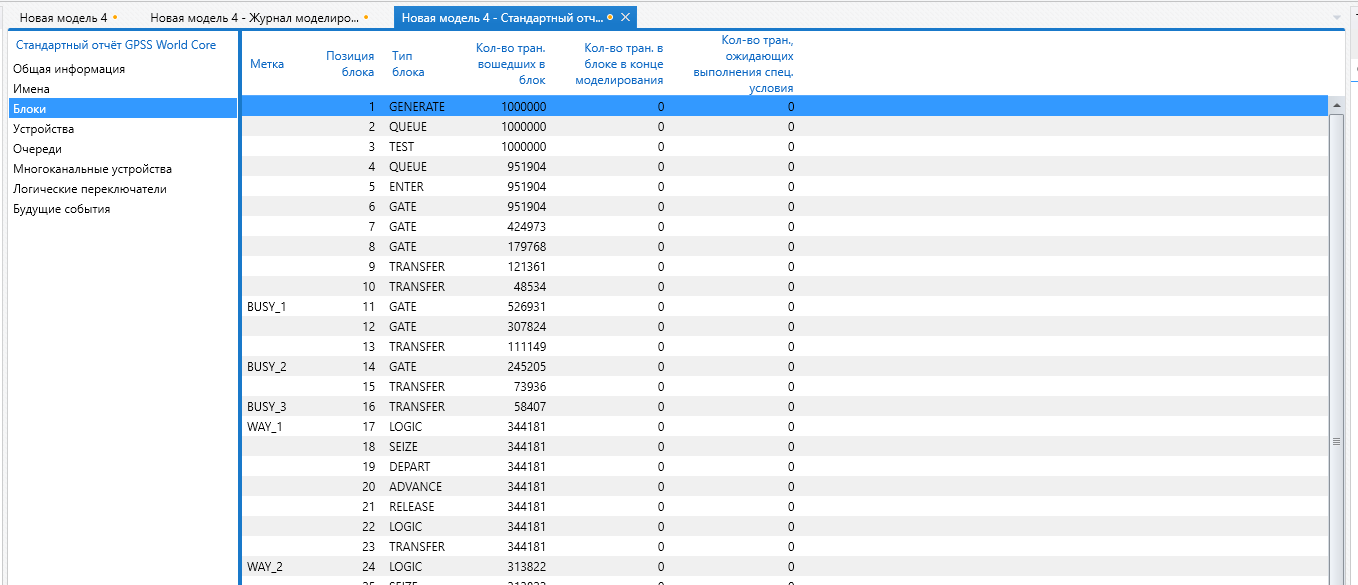 Новая модель 4
Новая модель 4 - Журнал моделиро...
Новая модель 4 - Стандартный отч...
Стандартный отчёт GPSS World Core
Общая информация
Имена
Блоки
Устройства
Очереди
Многоканальные устройства
Логические переключатели
Будущие события
Метка
Позиция
блока
Тип
блока
Кол-во тран.
вошедших в
блок
Кол-во тран. в
блоке в конце
моделирования
Кол-во тран.,
ожидающих
выполнения спец.
условия
1 GENERATE 1000000 0 0
2 QUEUE 1000000 0 0
3 TEST 1000000 0 0
4 QUEUE 951904 0 0
5 ENTER 951904 0 0
6 GATE 951904 0 0
7 GATE 424973 0 0
8 GATE 179768 0 0
9 TRANSFER 121361 0 0
10 TRANSFER 48534 0 0
BUSY_1 11 GATE 526931 0 0
12 GATE 307824 0 0
13 TRANSFER 111149 0 0
BUSY_2 14 GATE 245205 0 0
15 TRANSFER 73936 0 0
BUSY_3 16 TRANSFER 58407 0 0
WAY_1 17 LOGIC 344181 0 0
18 SEIZE 344181 0 0
19 DEPART 344181 0 0
20 ADVANCE 344181 0 0
21 RELEASE 344181 0 0
22 LOGIC 344181 0 0
23 TRANSFER 344181 0 0
WAY_2 24 LOGIC 313822 0 0